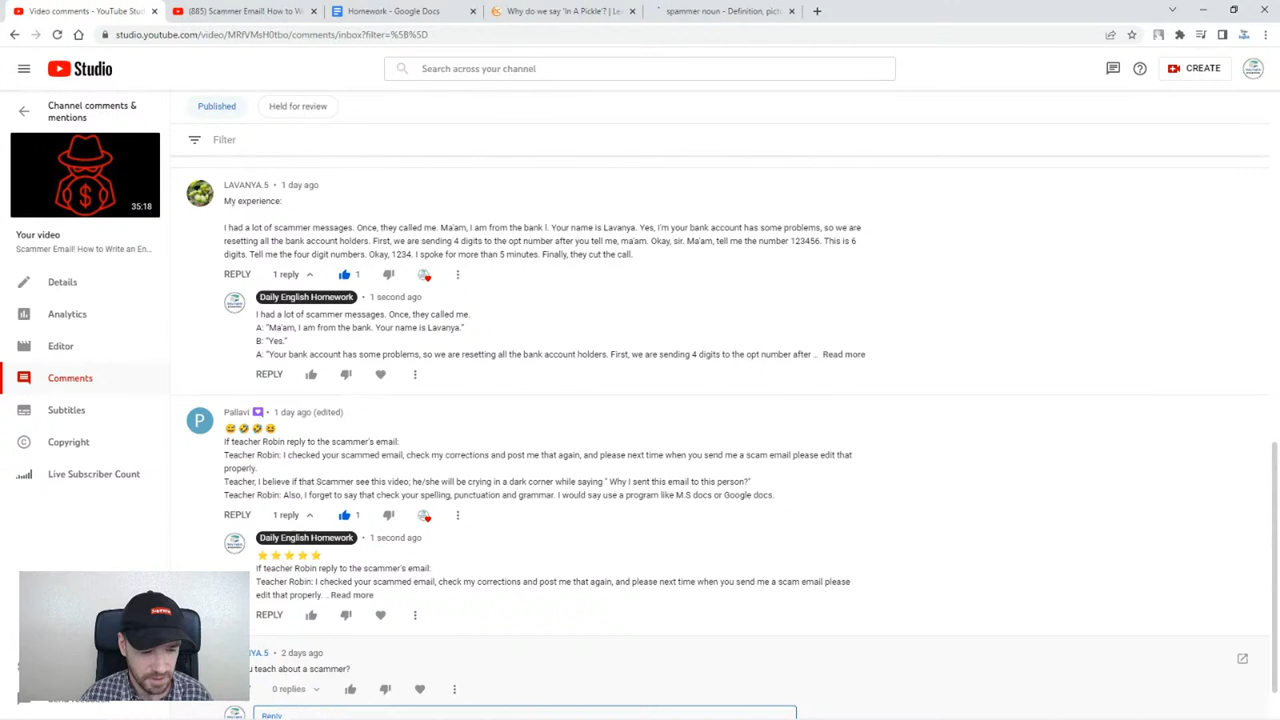 Video comments - YouTube Stud
(885) Scammer Email! How to W
Homework - Google Docs
Why do we say 'In A Pickle'? | Le
spammer noun - Definition, pictu
studio.youtube.com/video/MRfVMsH0tbo/comments/inbox?filter=%5B%5D
Studio
Search across your channel
CREATE
Channel comments &
mentions
Published
Held for review
Filter
35:18
Your video
Scammer Email! How to Write an En...
Details
Analytics
Editor
Comments
Subtitles
Copyright
Live Subscriber Count
LAVANYA.5 • 1 day ago
My experience:
I had a lot of scammer messages. Once, they called me. Ma'am, I am from the bank I. Your name is Lavanya. Yes, I'm your bank account has some problems, so we are
resetting all the bank account holders. First, we are sending 4 digits to the opt number after you tell me, ma'am. Okay, sir. Ma'am, tell me the number 123456. This is 6
digits. Tell me the four digit numbers. Okay, 1234. I spoke for more than 5 minutes. Finally, they cut the call.
REPLY 1 reply 1
Daily English Homework • 1 second ago
I had a lot of scammer messages. Once, they called me.
A: "Ma'am, I am from the bank. Your name is Lavanya."
B: "Yes."
A: "Your bank account has some problems, so we are resetting all the bank account holders. First, we are sending 4 digits to the opt number after .. Read more
REPLY
P
Pallavi • 1 day ago (edited)
😅🤣🤣😆
If teacher Robin reply to the scammer's email:
Teacher Robin: I checked your scammed email, check my corrections and post me that again, and please next time when you send me a scam email please edit that
properly.
Teacher, I believe if that Scammer see this video; he/she will be crying in a dark corner while saying " Why I sent this email to this person?"
Teacher Robin: Also, I forget to say that check your spelling, punctuation and grammar. I would say use a program like M.S docs or Google docs.
REPLY 1 reply 1
Daily English Homework • 1 second ago
⭐⭐⭐⭐⭐
If teacher Robin reply to the scammer's email:
Teacher Robin: I checked your scammed email, check my corrections and post me that again, and please next time when you send me a scam email please
edit that properly. .. Read more
REPLY
YA.5 • 2 days ago
u teach about a scammer?
0 replies
Reply